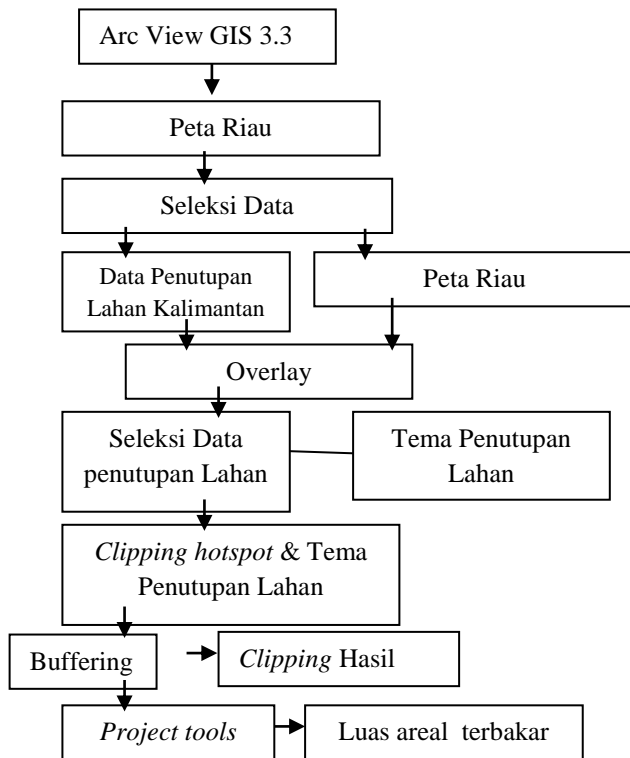 Arc View GIS 3.3
Peta Riau
Seleksi Data
Data Penutupan
Lahan Kalimantan
Peta Riau
Overlay
Seleksi Data
penutupan Lahan
Tema Penutupan
Lahan
Clipping hotspot & Tema
Penutupan Lahan
Buffering
Clipping Hasil
Project tools
Luas areal terbakar